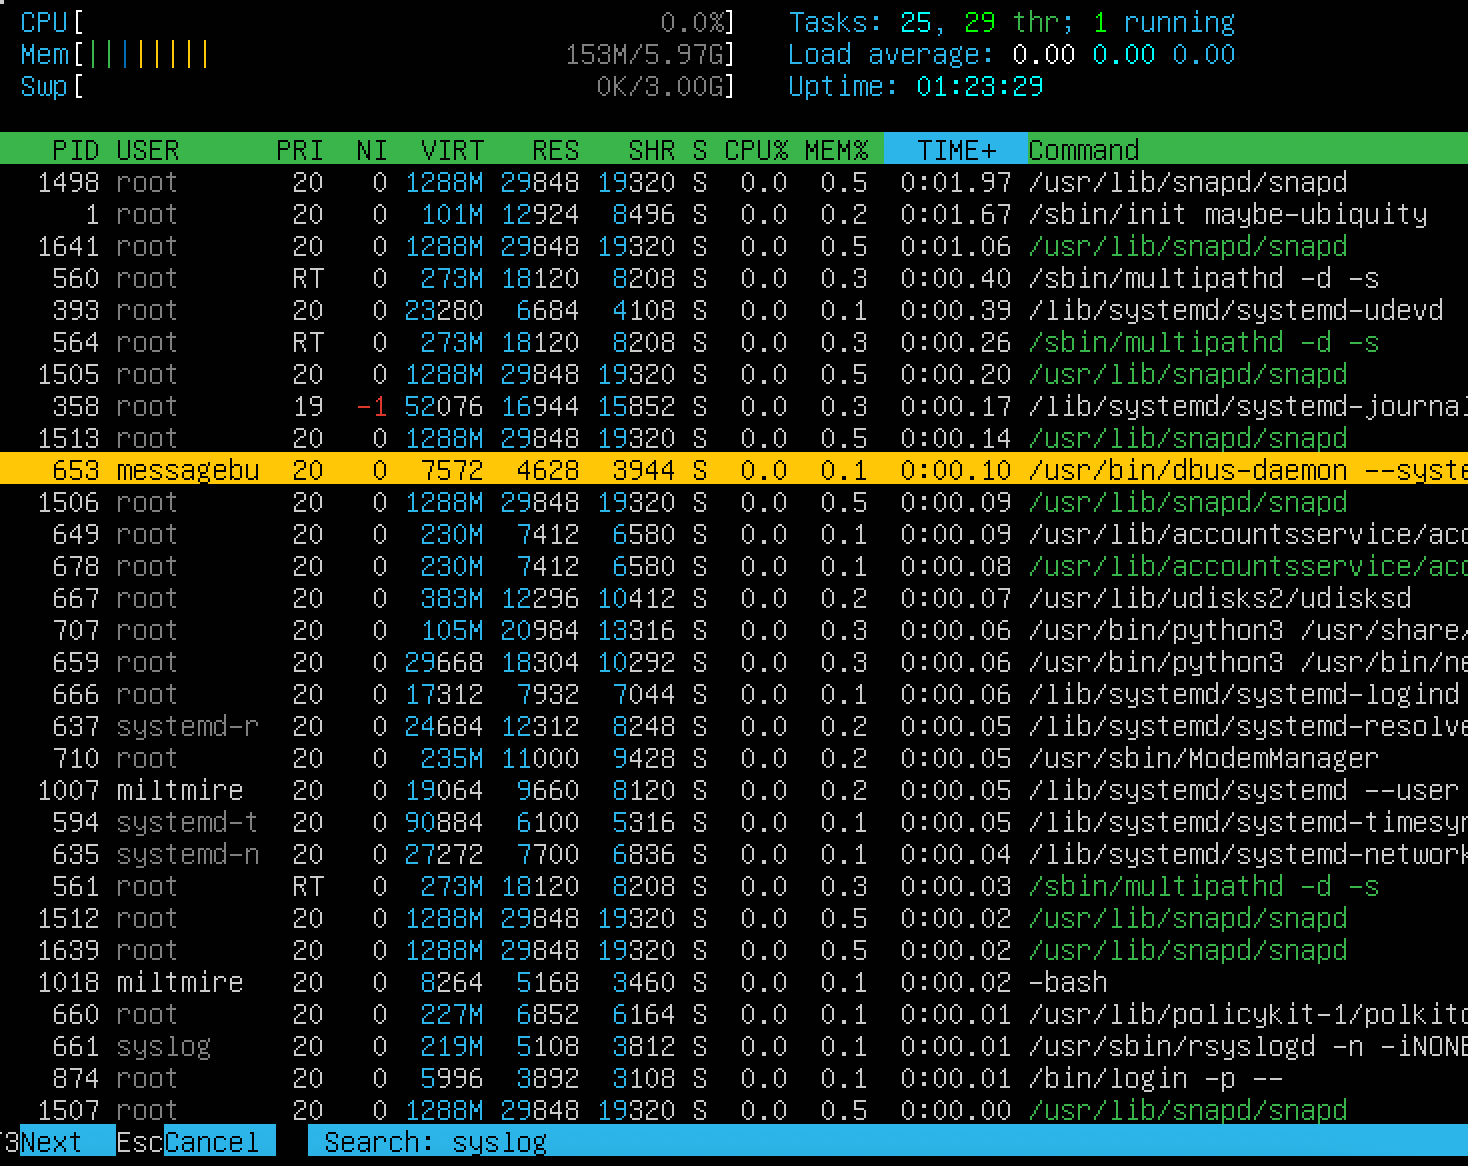 CPU[ 0.0%] Tasks: 25, 29 thr; 1 running
Mem[|||||||| 153M/5.97G] Load average: 0.00 0.00 0.00
Swp[ 0K/3.00G] Uptime: 01:23:29
PID USER PRI NI VIRT RES SHR S CPU% MEM% TIME+ Command
1498 root 20 0 1288M 29848 19320 S 0.0 0.5 0:01.97 /usr/lib/snapd/snapd
1 root 20 0 101M 12924 8496 S 0.0 0.2 0:01.67 /sbin/init maybe-ubiquity
1641 root 20 0 1288M 29848 19320 S 0.0 0.5 0:01.06 /usr/lib/snapd/snapd
560 root RT 0 273M 18120 8208 S 0.0 0.3 0:00.40 /sbin/multipathd -d -s
393 root 20 0 23280 6684 4108 S 0.0 0.1 0:00.39 /lib/systemd/systemd-udevd
564 root RT 0 273M 18120 8208 S 0.0 0.3 0:00.26 /sbin/multipathd -d -s
1505 root 20 0 1288M 29848 19320 S 0.0 0.5 0:00.20 /usr/lib/snapd/snapd
358 root 19 -1 52076 16944 15852 S 0.0 0.3 0:00.17 /lib/systemd/systemd-journal
1513 root 20 0 1288M 29848 19320 S 0.0 0.5 0:00.14 /usr/lib/snapd/snapd
653 messagebu 20 0 7572 4628 3944 S 0.0 0.1 0:00.10 /usr/bin/dbus-daemon --syste
1506 root 20 0 1288M 29848 19320 S 0.0 0.5 0:00.09 /usr/lib/snapd/snapd
649 root 20 0 230M 7412 6580 S 0.0 0.1 0:00.09 /usr/lib/accountsservice/acc
678 root 20 0 230M 7412 6580 S 0.0 0.1 0:00.08 /usr/lib/accountsservice/acc
667 root 20 0 383M 12296 10412 S 0.0 0.2 0:00.07 /usr/lib/udisks2/udisksd
707 root 20 0 105M 20984 13316 S 0.0 0.3 0:00.06 /usr/bin/python3 /usr/share/
659 root 20 0 29668 18304 10292 S 0.0 0.3 0:00.06 /usr/bin/python3 /usr/bin/ne
666 root 20 0 17312 7932 7044 S 0.0 0.1 0:00.06 /lib/systemd/systemd-logind
637 systemd-r 20 0 24684 12312 8248 S 0.0 0.2 0:00.05 /lib/systemd/systemd-resolve
710 root 20 0 235M 11000 9428 S 0.0 0.2 0:00.05 /usr/sbin/ModemManager
1007 miltmire 20 0 19064 9660 8120 S 0.0 0.2 0:00.05 /lib/systemd/systemd --user
594 systemd-t 20 0 90884 6100 5316 S 0.0 0.1 0:00.05 /lib/systemd/systemd-timesyn
635 systemd-n 20 0 27272 7700 6836 S 0.0 0.1 0:00.04 /lib/systemd/systemd-network
561 root RT 0 273M 18120 8208 S 0.0 0.3 0:00.03 /sbin/multipathd -d -s
1512 root 20 0 1288M 29848 19320 S 0.0 0.5 0:00.02 /usr/lib/snapd/snapd
1639 root 20 0 1288M 29848 19320 S 0.0 0.5 0:00.02 /usr/lib/snapd/snapd
1018 miltmire 20 0 8264 5168 3460 S 0.0 0.1 0:00.02 -bash
660 root 20 0 227M 6852 6164 S 0.0 0.1 0:00.01 /usr/lib/policykit-1/polkitd
661 syslog 20 0 219M 5108 3812 S 0.0 0.1 0:00.01 /usr/sbin/rsyslogd -n -iNONE
874 root 20 0 5996 3892 3108 S 0.0 0.1 0:00.01 /bin/login -p --
1507 root 20 0 1288M 29848 19320 S 0.0 0.5 0:00.00 /usr/lib/snapd/snapd
F3Next EscCancel Search: syslog